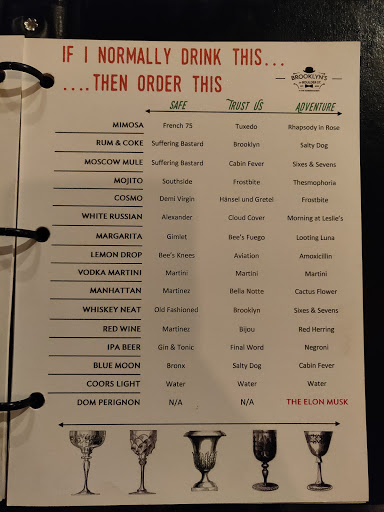 IF I NORMALLY DRINK THIS...
....THEN ORDER THIS
BROOKLYN'S
SAFE TRUST US ADVENTURE
MIMOSA French 75 Tuxedo Rhapsody in Rose
RUM & COKE Suffering Bastard Brooklyn Salty Dog
MOSCOW MULE Suffering Bastard Cabin Fever Sixes & Sevens
MOJITO Southside Frostbite Thesmophoria
COSMO Demi Virgin Hänsel und Gretel Frostbite
WHITE RUSSIAN Alexander Cloud Cover Morning at Leslie's
MARGARITA Gimlet Bee's Fuego Looting Luna
LEMON DROP Bee's Knees Aviation Amoxicillin
VODKA MARTINI Martini Martini Martini
MANHATTAN Martinez Bella Notte Cactus Flower
WHISKEY NEAT Old Fashioned Brooklyn Sixes & Sevens
RED WINE Martinez Bijou Red Herring
IPA BEER Gin & Tonic Final Word Negroni
BLUE MOON Bronx Salty Dog Cabin Fever
COORS LIGHT Water Water Water
DOM PERIGNON N/A N/A THE ELON MUSK